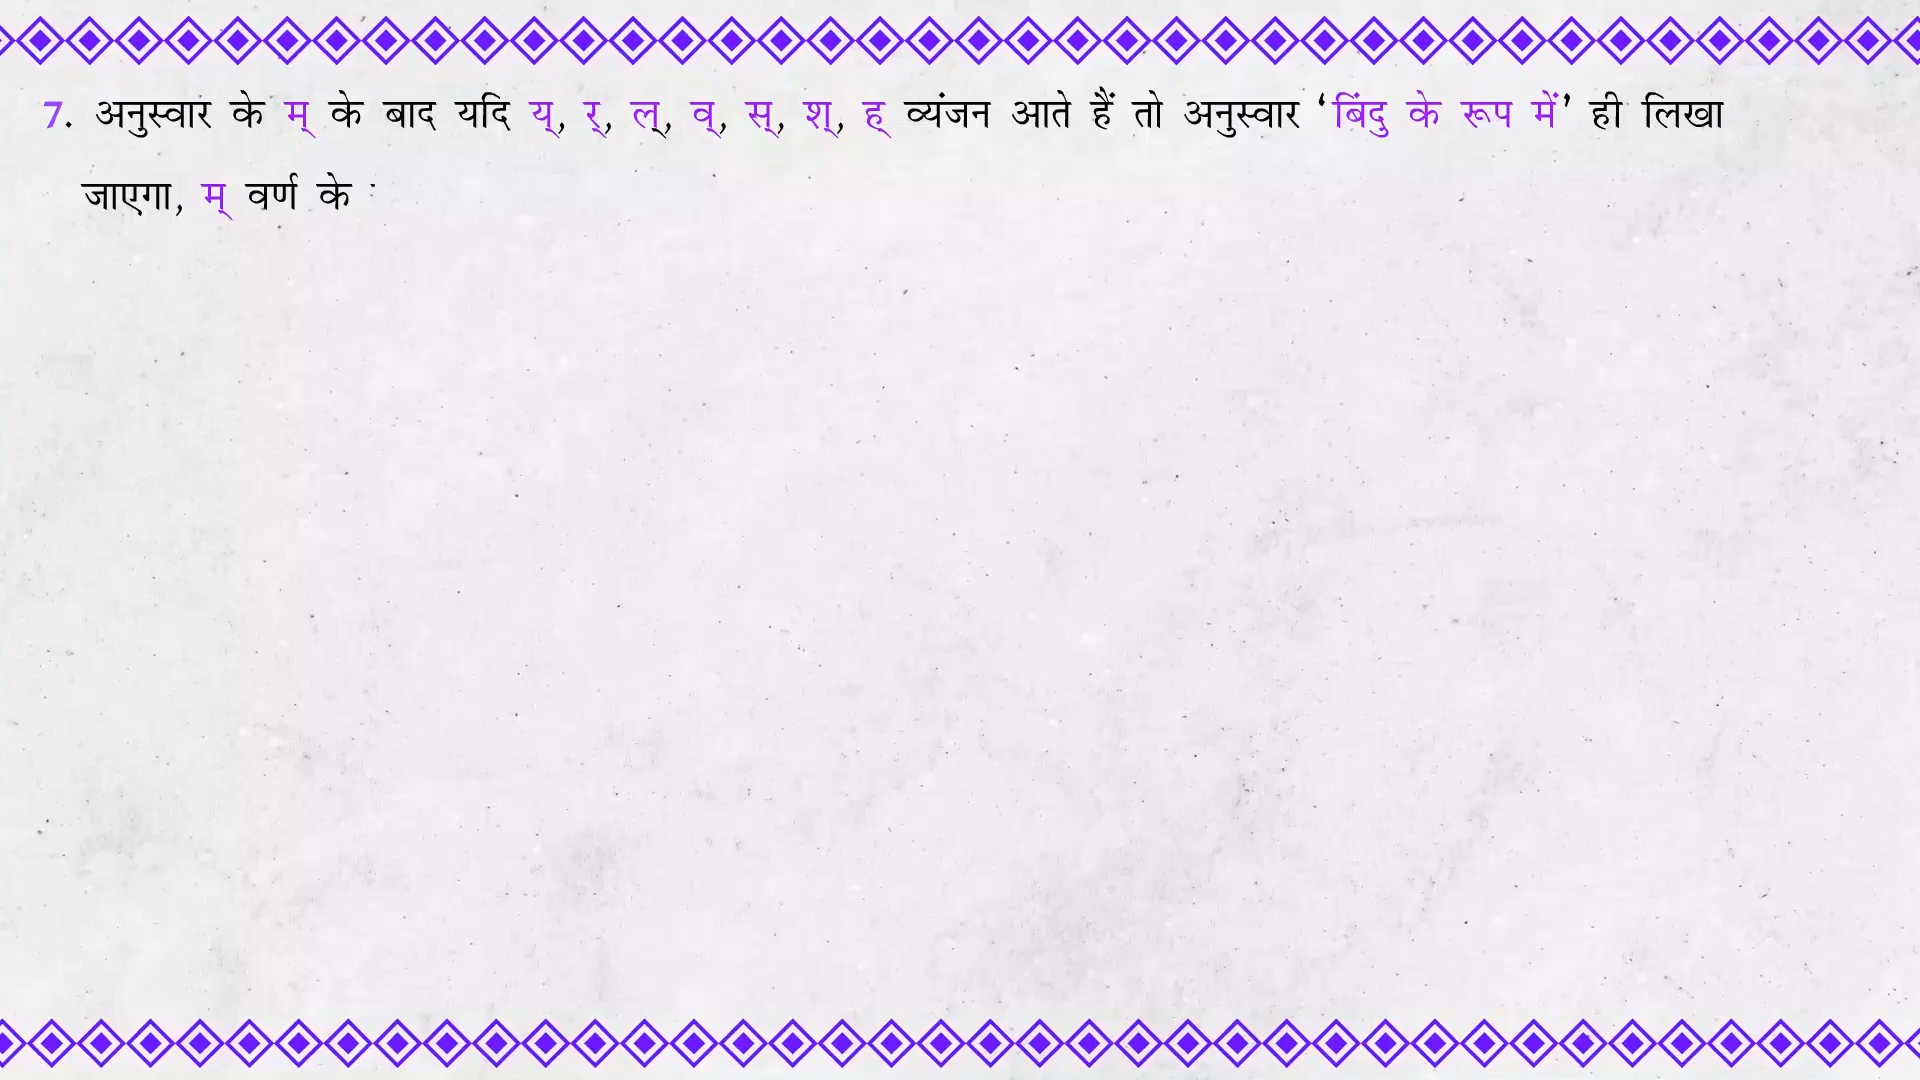 7. अनुस्वार के म् के बाद यदि य्, र्, ल्, व्, स्, श्, ह् व्यंजन आते हैं तो अनुस्वार ‘बिंदु के रूप में’ ही लिखा
जाएगा, म् वर्ण के